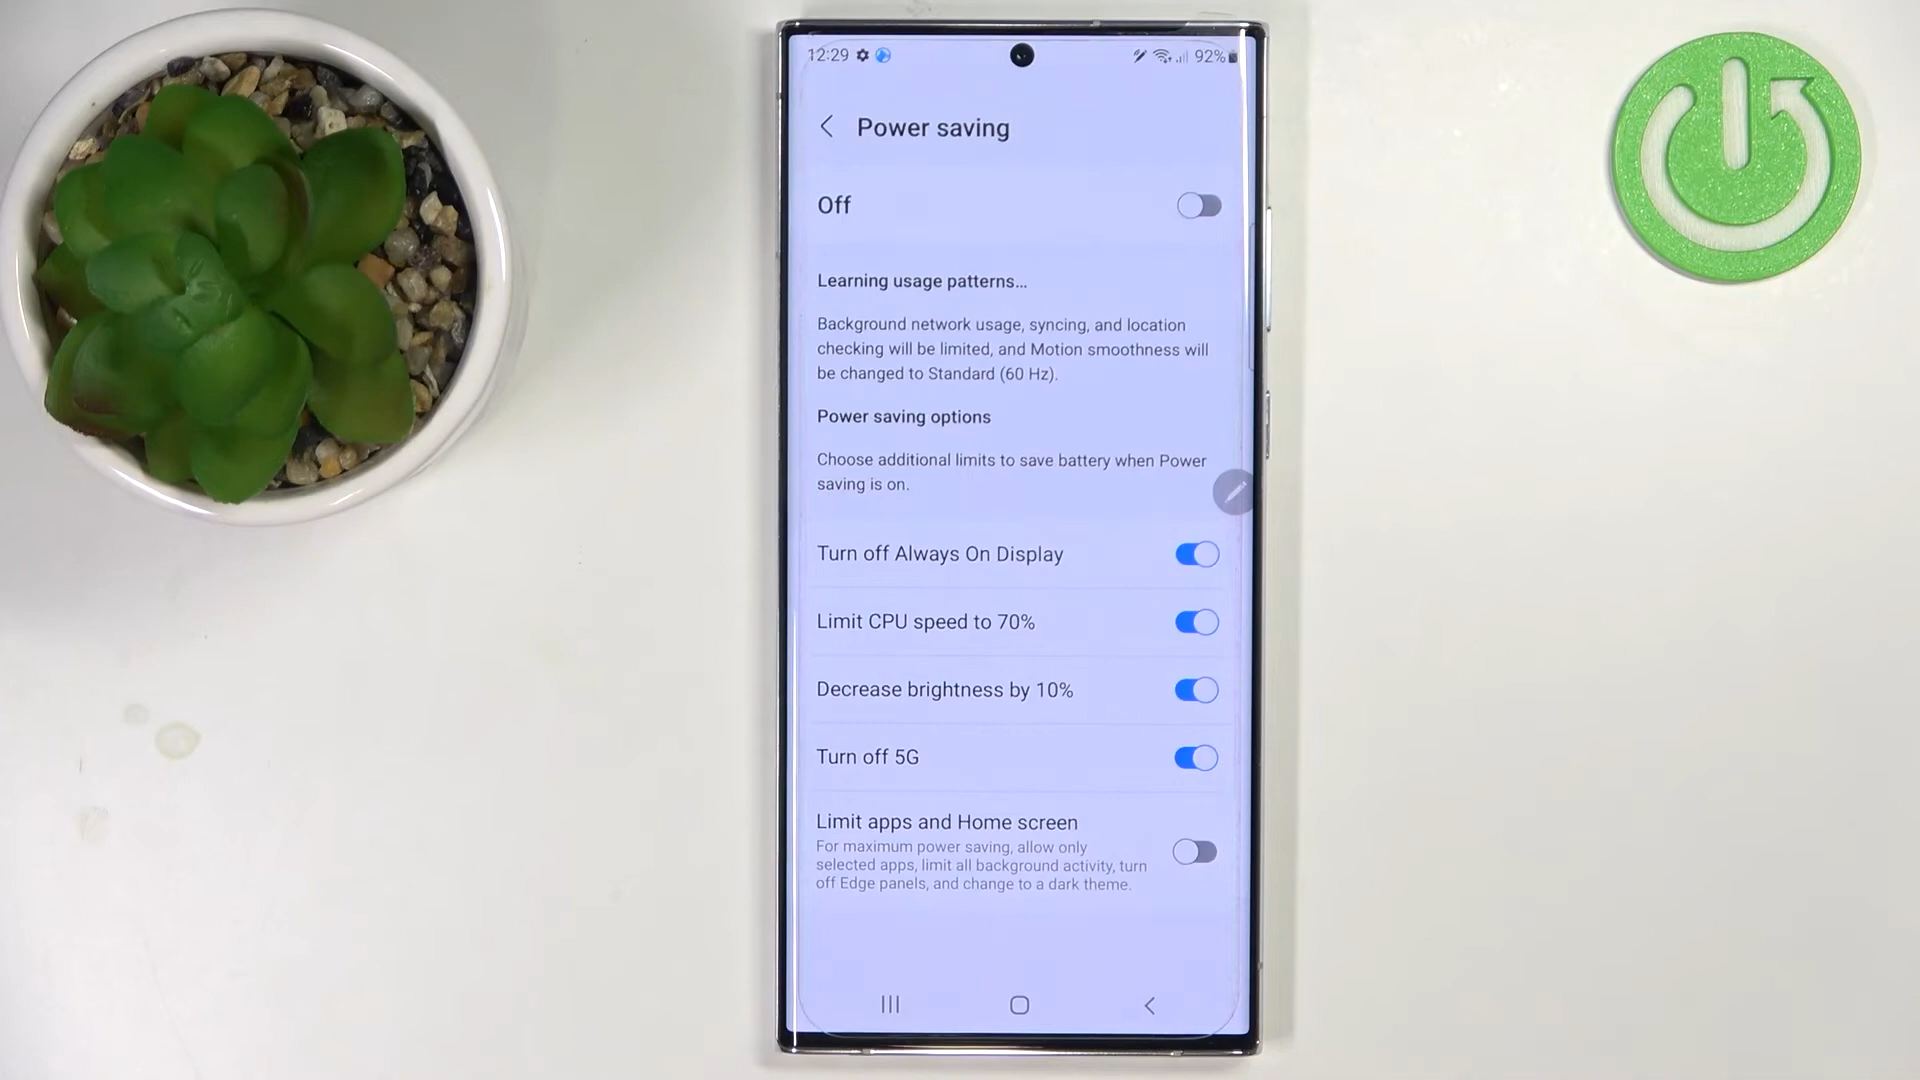 12:29 92%
Power saving
Off
Learning usage patterns...
Background network usage, syncing, and location
checking will be limited, and Motion smoothness will
be changed to Standard (60 Hz).
Power saving options
Choose additional limits to save battery when Power
saving is on.
Turn off Always On Display
Limit CPU speed to 70%
Decrease brightness by 10%
Turn off 5G
Limit apps and Home screen
For maximum power saving, allow only
selected apps, limit all background activity, turn
off Edge panels, and change to a dark theme.